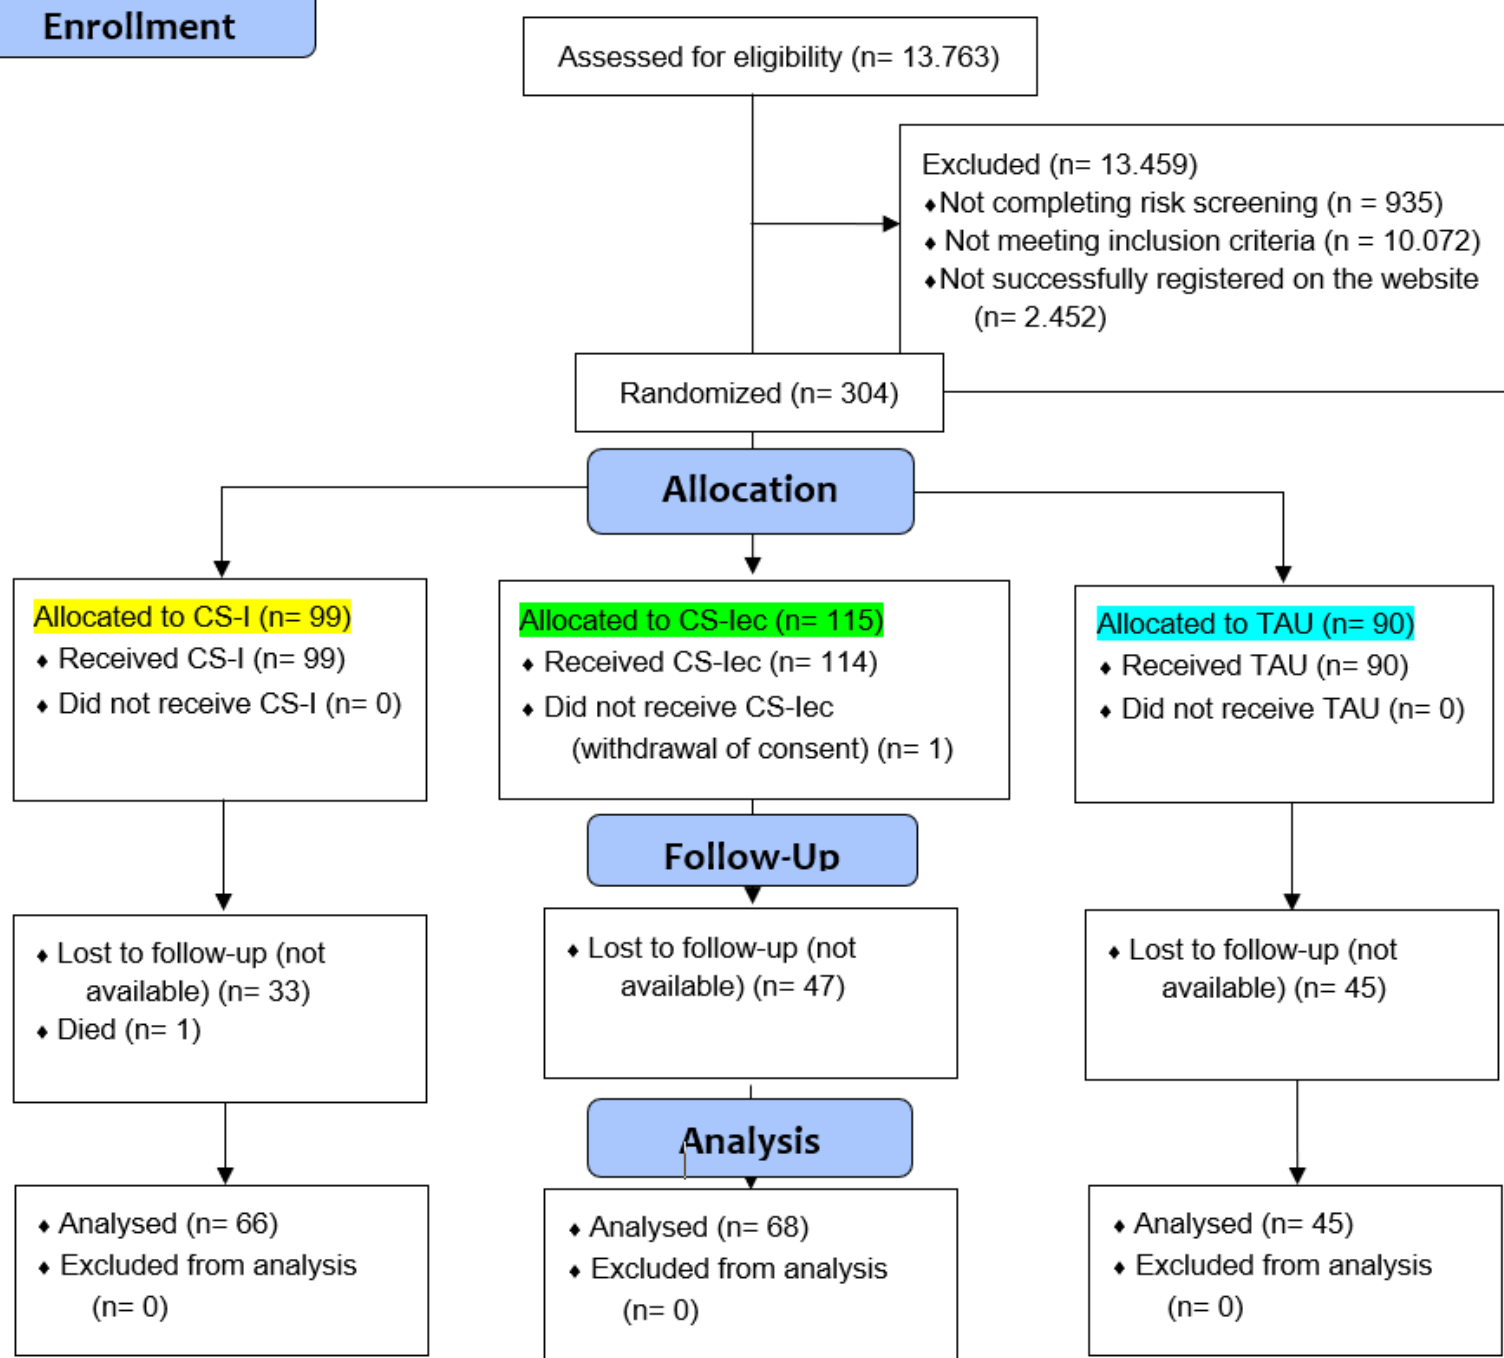 Enrollment
Assessed for eligibility (n= 13.763)
Excluded (n= 13.459)
♦Not completing risk screening (n = 935)
♦ Not meeting inclusion criteria (n = 10.072)
♦Not successfully registered on the website
(n= 2.452)
Randomized (n= 304)
Allocation
Allocated to CS-I (n= 99)
♦ Received CS-I (n= 99)
♦ Did not receive CS-I (n= 0)
Allocated to CS-Iec (n= 115)
♦ Received CS-Iec (n= 114)
♦ Did not receive CS-Iec
(withdrawal of consent) (n= 1)
Allocated to TAU (n= 90)
♦ Received TAU (n= 90)
♦ Did not receive TAU (n= 0)
Follow-Up
♦ Lost to follow-up (not
available) (n= 33)
♦ Died (n= 1)
♦ Lost to follow-up (not
available) (n= 47)
♦ Lost to follow-up (not
available) (n= 45)
Analysis
♦ Analysed (n= 66)
♦ Excluded from analysis
(n= 0)
♦ Analysed (n= 68)
♦ Excluded from analysis
(n= 0)
♦ Analysed (n= 45)
♦ Excluded from analysis
(n= 0)